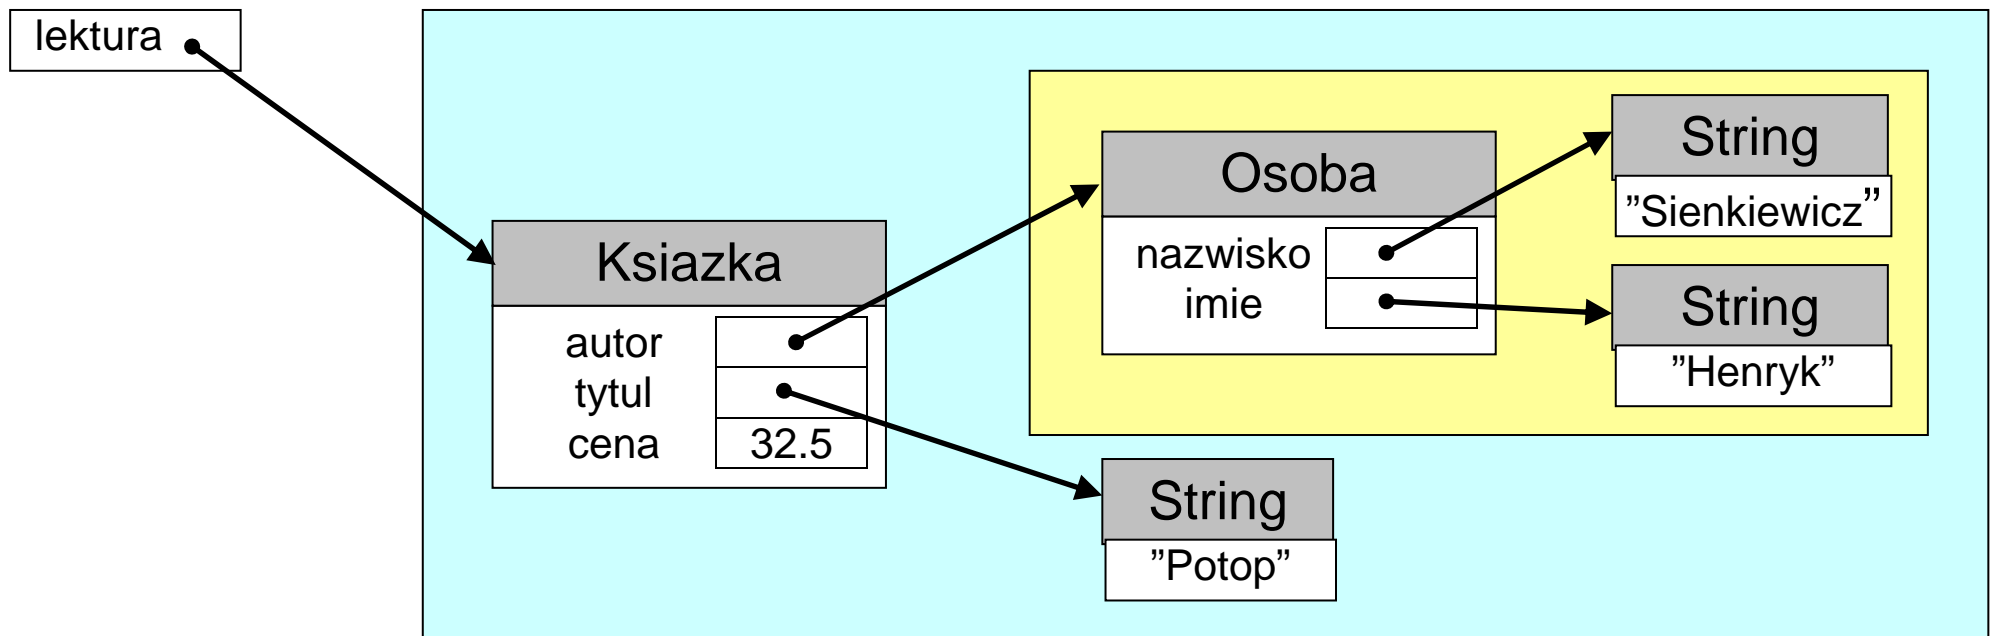 lektura
Ksiazka
autor
tytul
cena 32.5
Osoba
nazwisko
imie
String
”Sienkiewicz”
String
”Henryk”
String
”Potop”